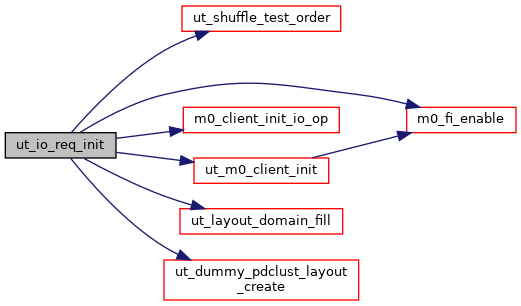 ut_shuffle_test_order
m0_client_init_io_op
m0_fi_enable
ut_io_req_init
ut_m0_client_init
ut_layout_domain_fill
ut_dummy_pdclust_layout
_create